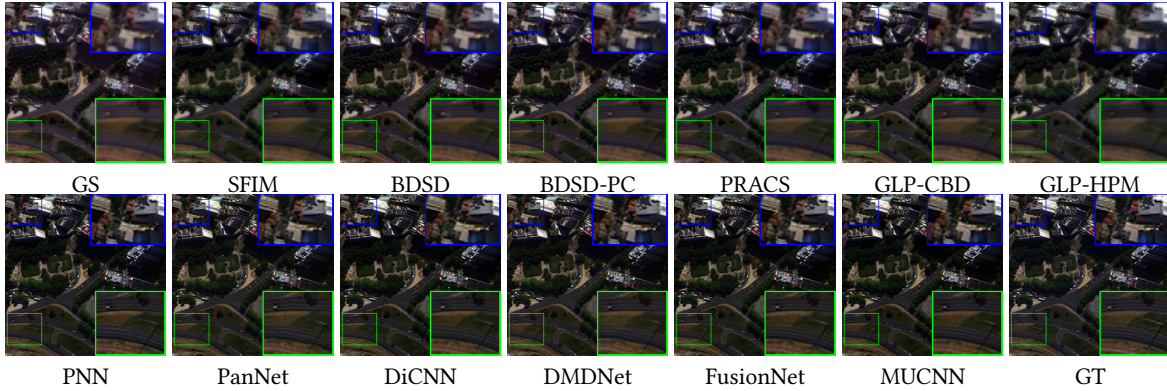 GS SFIM BDSD BDSD-PC PRACS GLP-CBD GLP-HPM
PNN PanNet DiCNN DMDNet FusionNet MUCNN GT